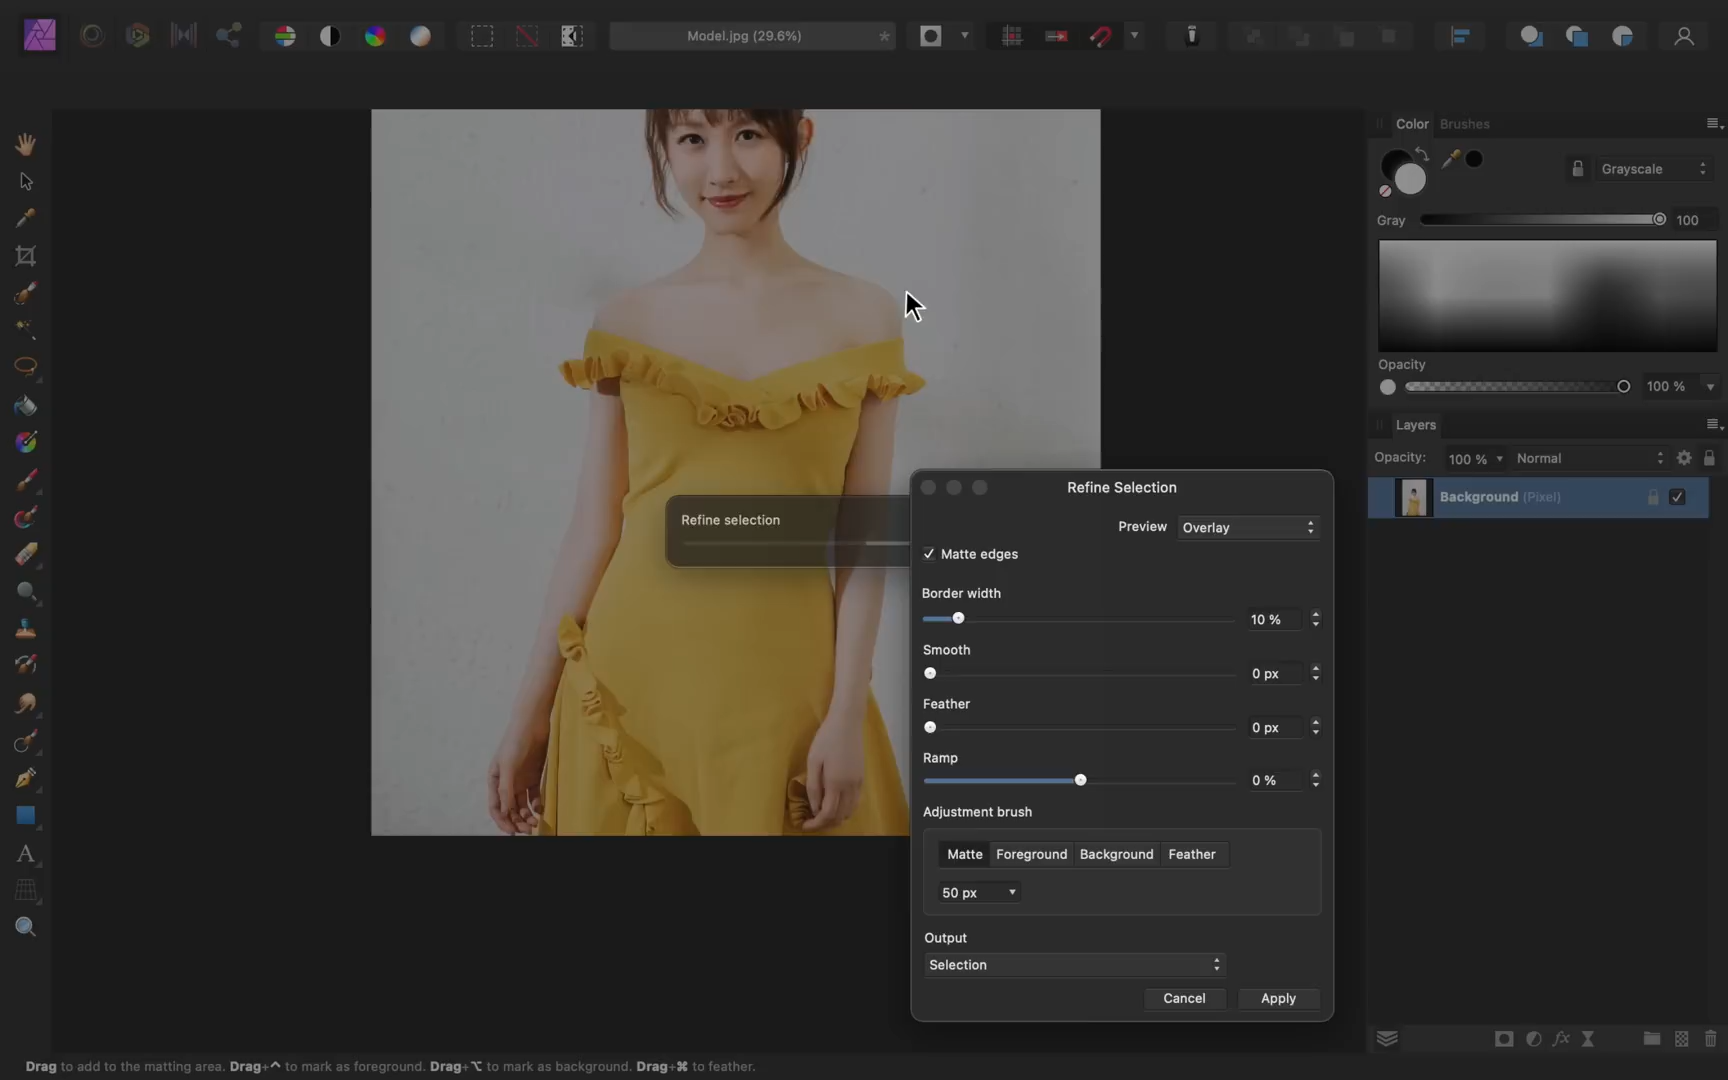 Model.jpg (29.6%)
*
Color Brushes
Grayscale
Gray 100
Opacity
100 %
Layers
Opacity: 100 % Normal
Background (Pixel)
Refine selection
Refine Selection
Preview Overlay
Matte edges
Border width
10 %
Smooth
0 px
Feather
0 px
Ramp
0 %
Adjustment brush
Matte Foreground Background Feather
50 px
Output
Selection
Cancel Apply
Drag to add to the matting area. Drag+⌃ to mark as foreground. Drag+⌥ to mark as background. Drag+⌘ to feather.